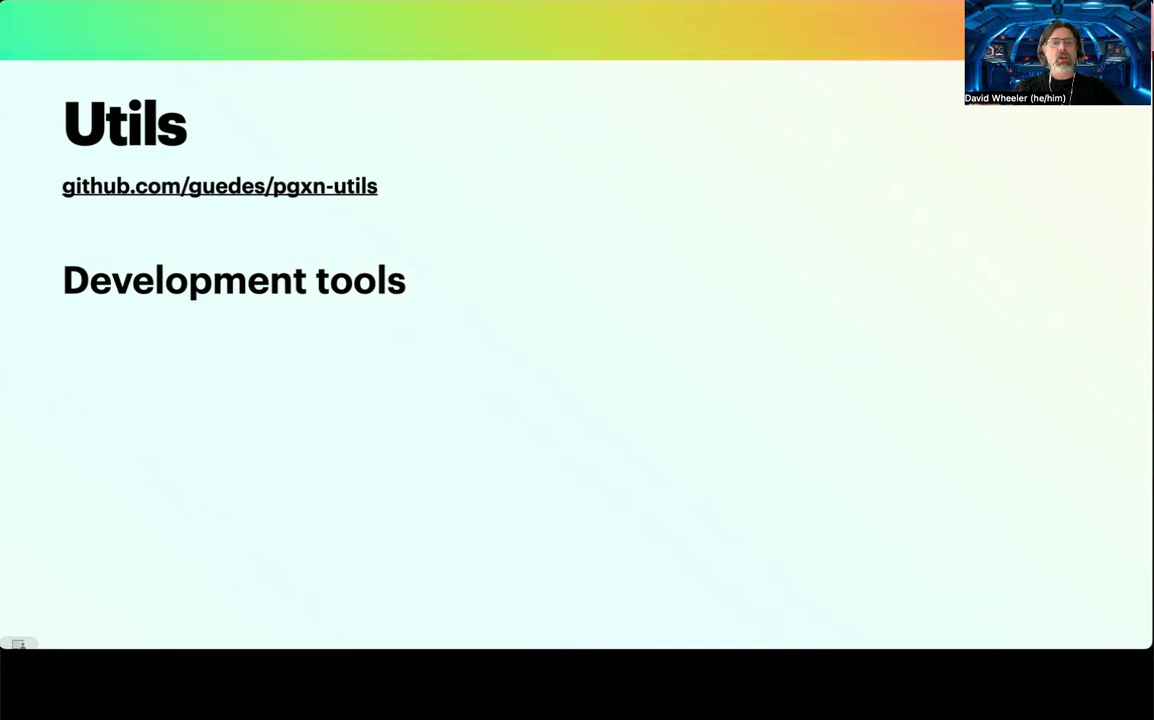 Utils
github.com/guedes/pgxn-utils
Development tools
David Wheeler (he/him)